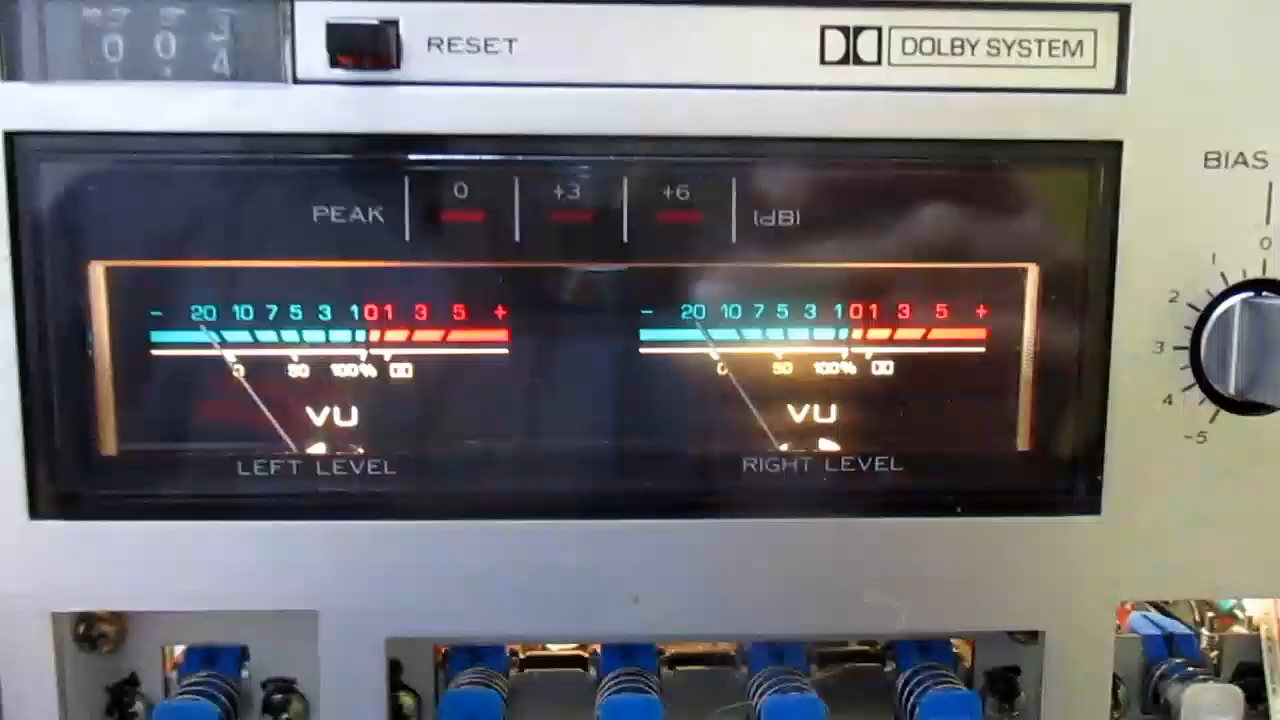 0 0 4
RESET
DOLBY SYSTEM
BIAS
PEAK 0 +3 +6 (dB)
0
1
2
3
4
-5
- 20 10 7 5 3 1 0 1 3 5 +
0 50 100%
VU
LEFT LEVEL
- 20 10 7 5 3 1 0 1 3 5 +
0 50 100%
VU
RIGHT LEVEL